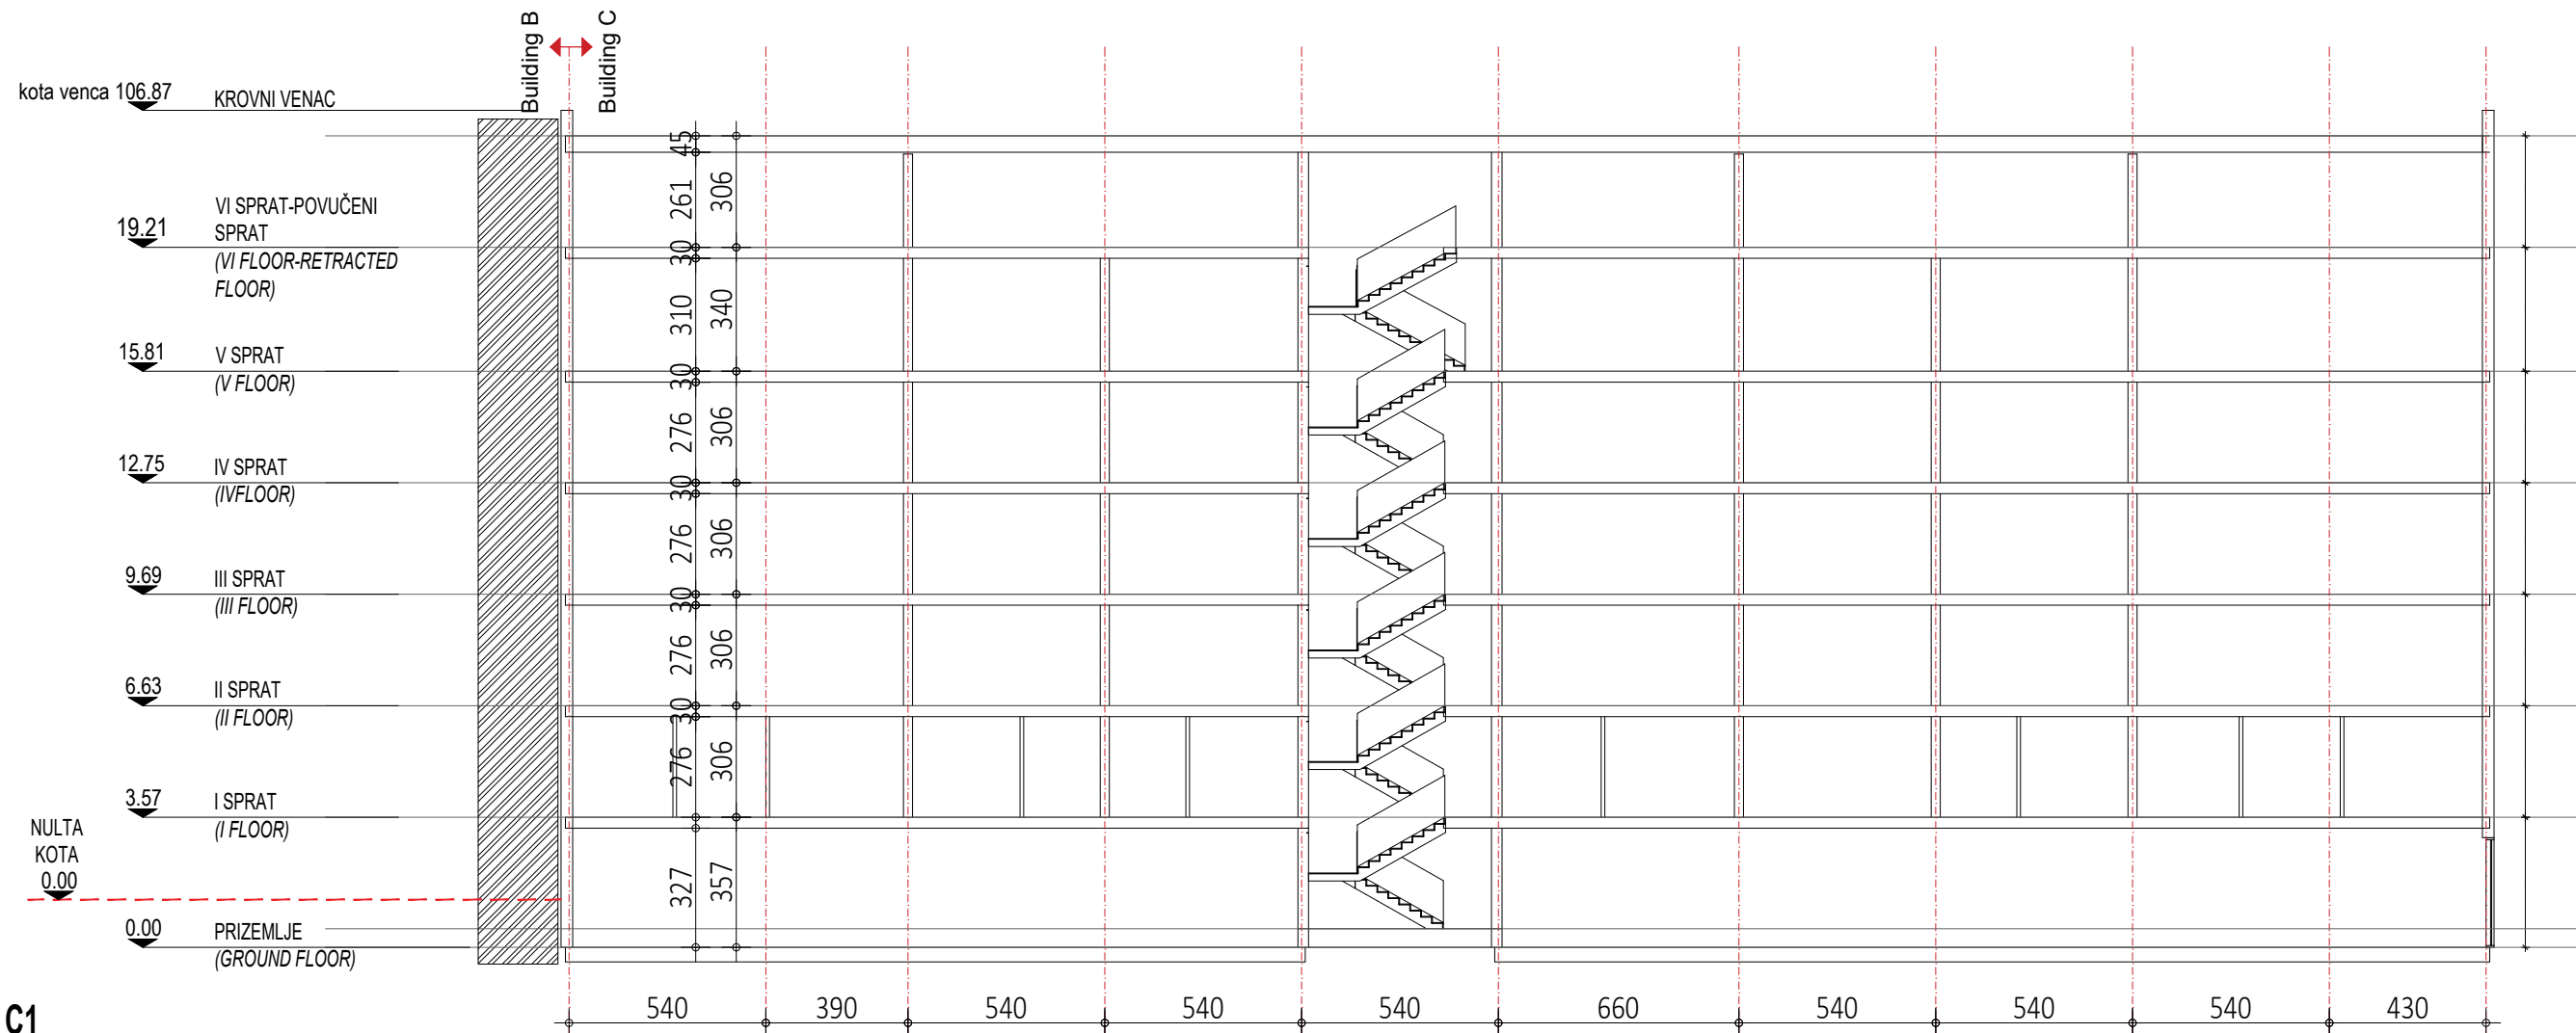 Building B
Building C
kota venca 106.87
KROVNI VENAC
45
261
306
VI SPRAT-POVUČENI
SPRAT
(VI FLOOR-RETRACTED
FLOOR)
19.21
30
310
340
15.81
V SPRAT
(V FLOOR)
30
276
306
12.75
IV SPRAT
(IVFLOOR)
30
276
306
9.69
III SPRAT
(III FLOOR)
30
276
306
6.63
II SPRAT
(II FLOOR)
30
276
306
3.57
I SPRAT
(I FLOOR)
NULTA
KOTA
0.00
327
357
0.00
PRIZEMLJE
(GROUND FLOOR)
C1
540 390 540 540 540 660 540 540 540 430